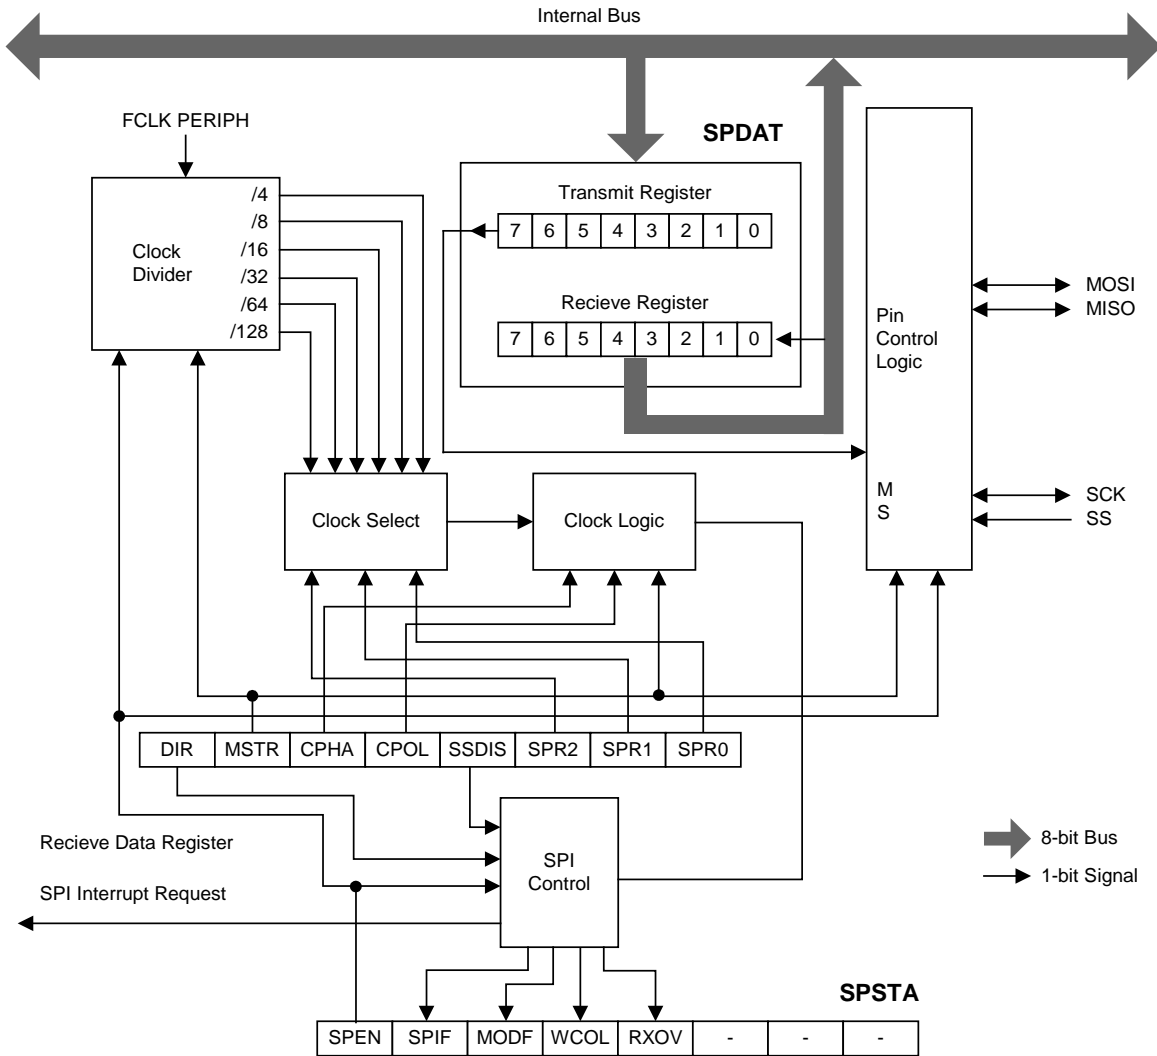 Internal Bus
FCLK PERIPH
SPDAT
/4
/8
/16
/32
/64
/128
Clock
Divider
Transmit Register
7 6 5 4 3 2 1 0
Recieve Register
7 6 5 4 3 2 1 0
Pin
Control
Logic
MOSI
MISO
M
S
SCK
SS
Clock Select
Clock Logic
DIR MSTR CPHA CPOL SSDIS SPR2 SPR1 SPR0
Recieve Data Register
SPI Interrupt Request
SPI
Control
8-bit Bus
1-bit Signal
SPSTA
SPEN SPIF MODF WCOL RXOV - - -